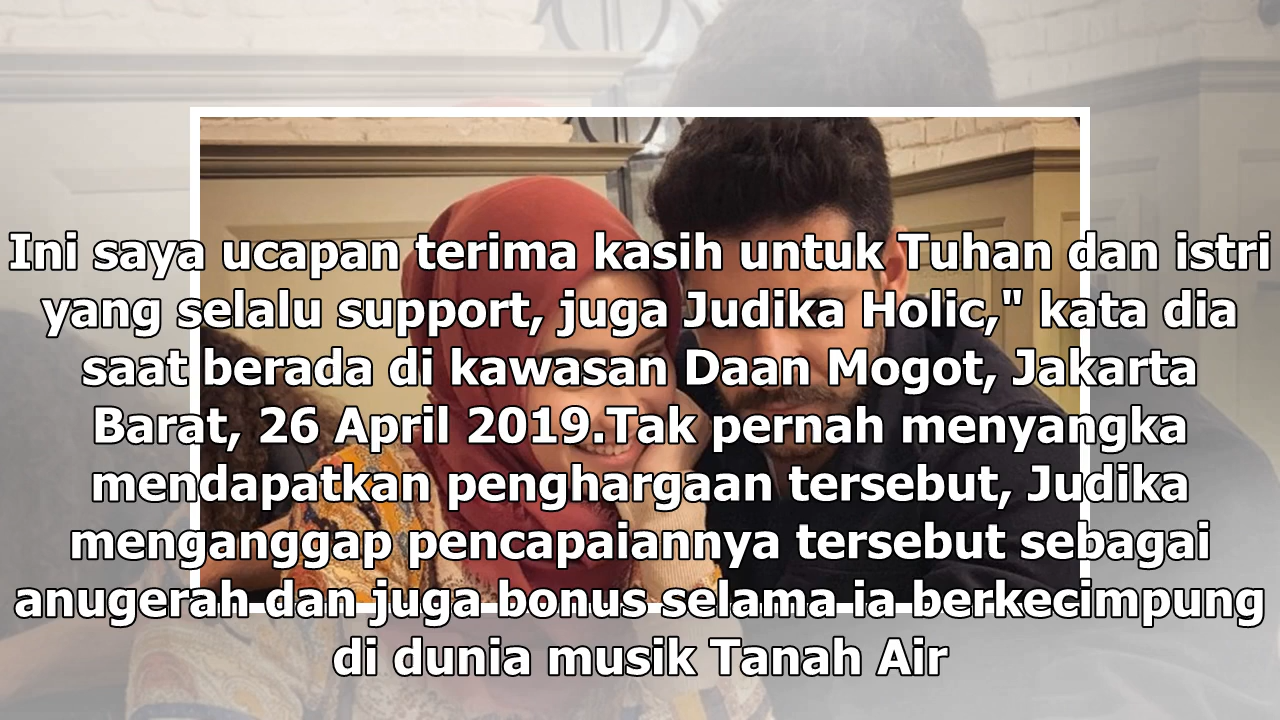 Ini saya ucapan terima kasih untuk Tuhan dan istri
yang selalu support, juga Judika Holic," kata dia
saat berada di kawasan Daan Mogot, Jakarta
Barat, 26 April 2019.Tak pernah menyangka
mendapatkan penghargaan tersebut, Judika
menganggap pencapaiannya tersebut sebagai
anugerah dan juga bonus selama ia berkecimpung
di dunia musik Tanah Air